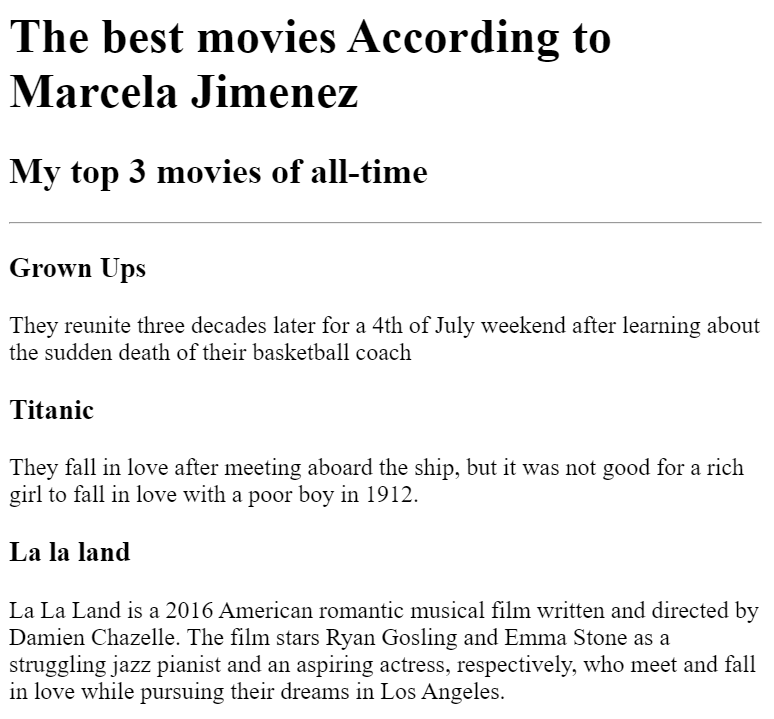 The best movies According to
Marcela Jimenez
My top 3 movies of all-time
Grown Ups
They reunite three decades later for a 4th of July weekend after learning about
the sudden death of their basketball coach
Titanic
They fall in love after meeting aboard the ship, but it was not good for a rich
girl to fall in love with a poor boy in 1912.
La la land
La La Land is a 2016 American romantic musical film written and directed by
Damien Chazelle. The film stars Ryan Gosling and Emma Stone as a
struggling jazz pianist and an aspiring actress, respectively, who meet and fall
in love while pursuing their dreams in Los Angeles.